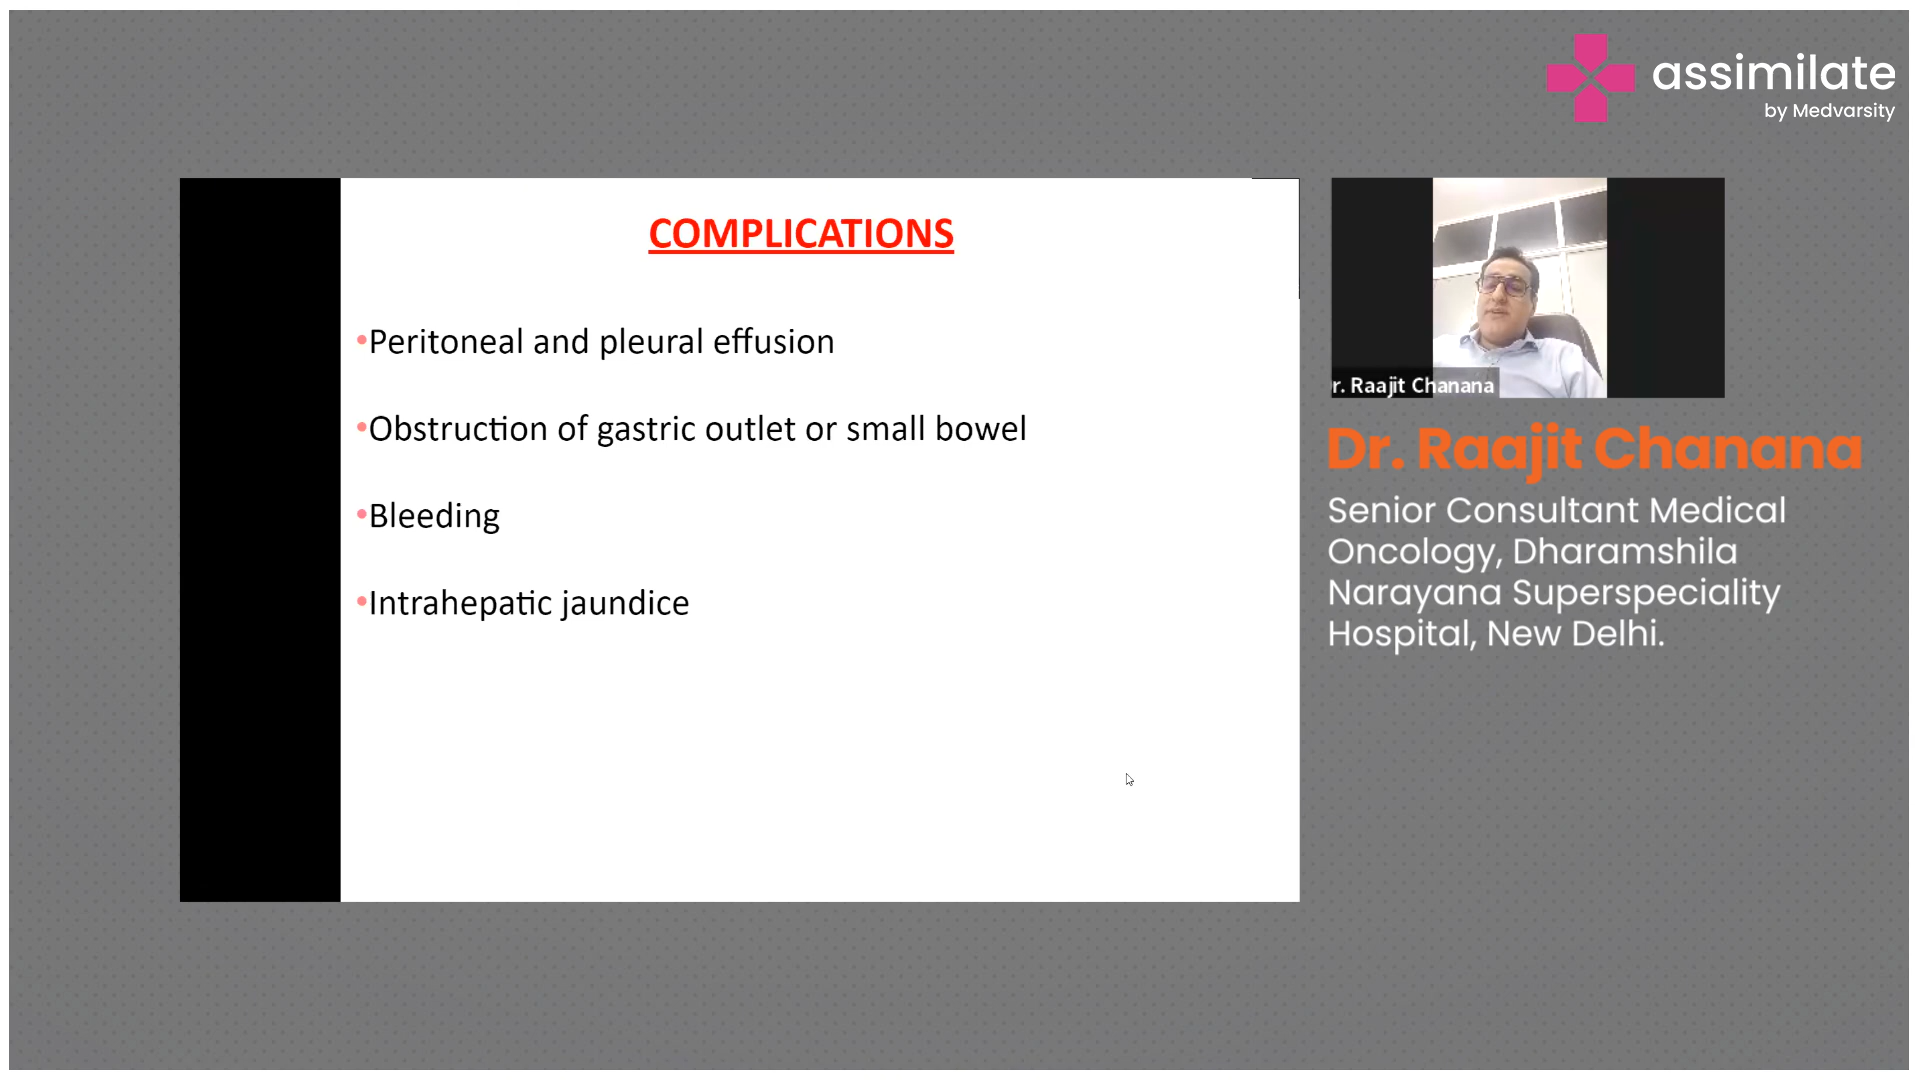 assimilate
by Medvarsity
COMPLICATIONS
•Peritoneal and pleural effusion
•Obstruction of gastric outlet or small bowel
•Bleeding
•Intrahepatic jaundice
r. Raajit Chanana
Dr. Raajit Chanana
Senior Consultant Medical
Oncology, Dharamshila
Narayana Superspeciality
Hospital, New Delhi.